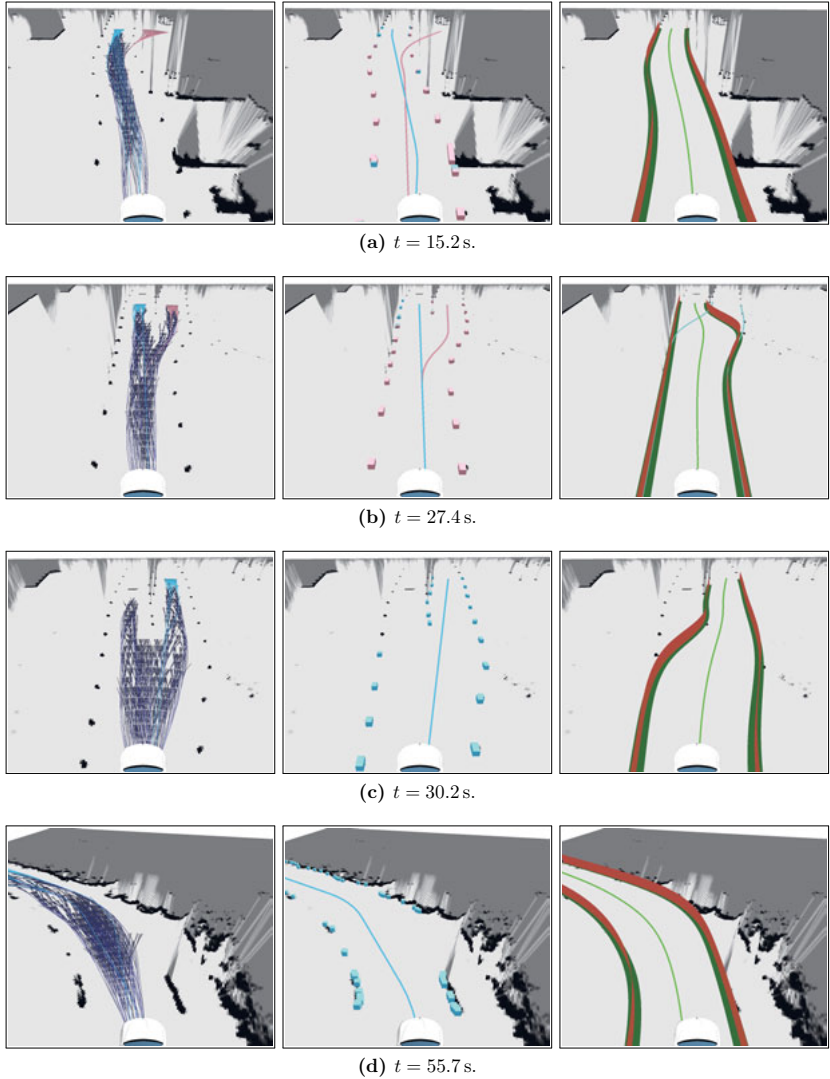 (a) t = 15.2 s.
(b) t = 27.4 s.
(c) t = 30.2 s.
(d) t = 55.7 s.